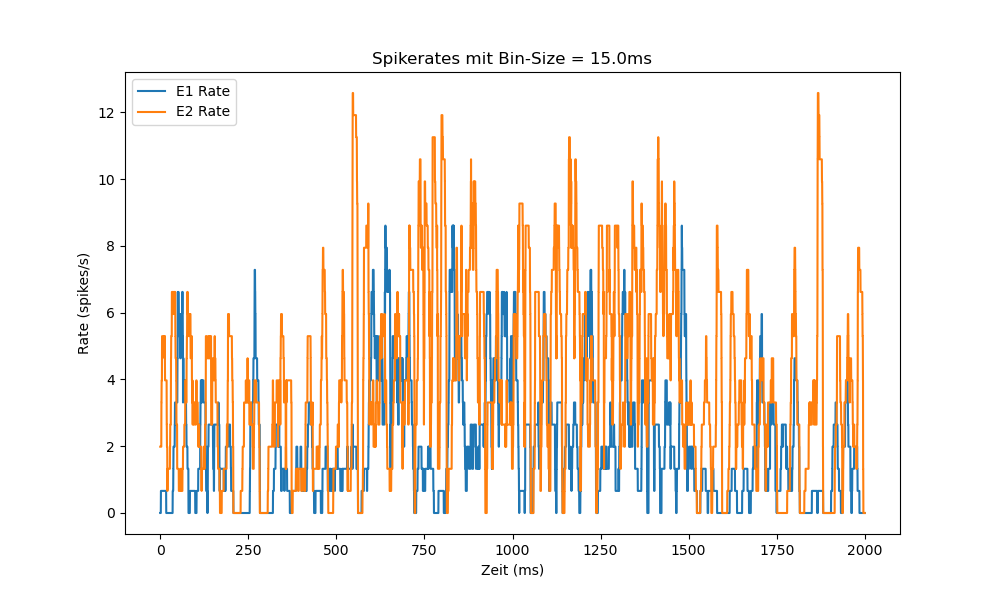 Spikerates mit Bin-Size = 15.0ms
E1 Rate
E2 Rate
Rate (spikes/s)
12
10
8
6
4
2
0
0 250 500 750 1000 1250 1500 1750 2000
Zeit (ms)